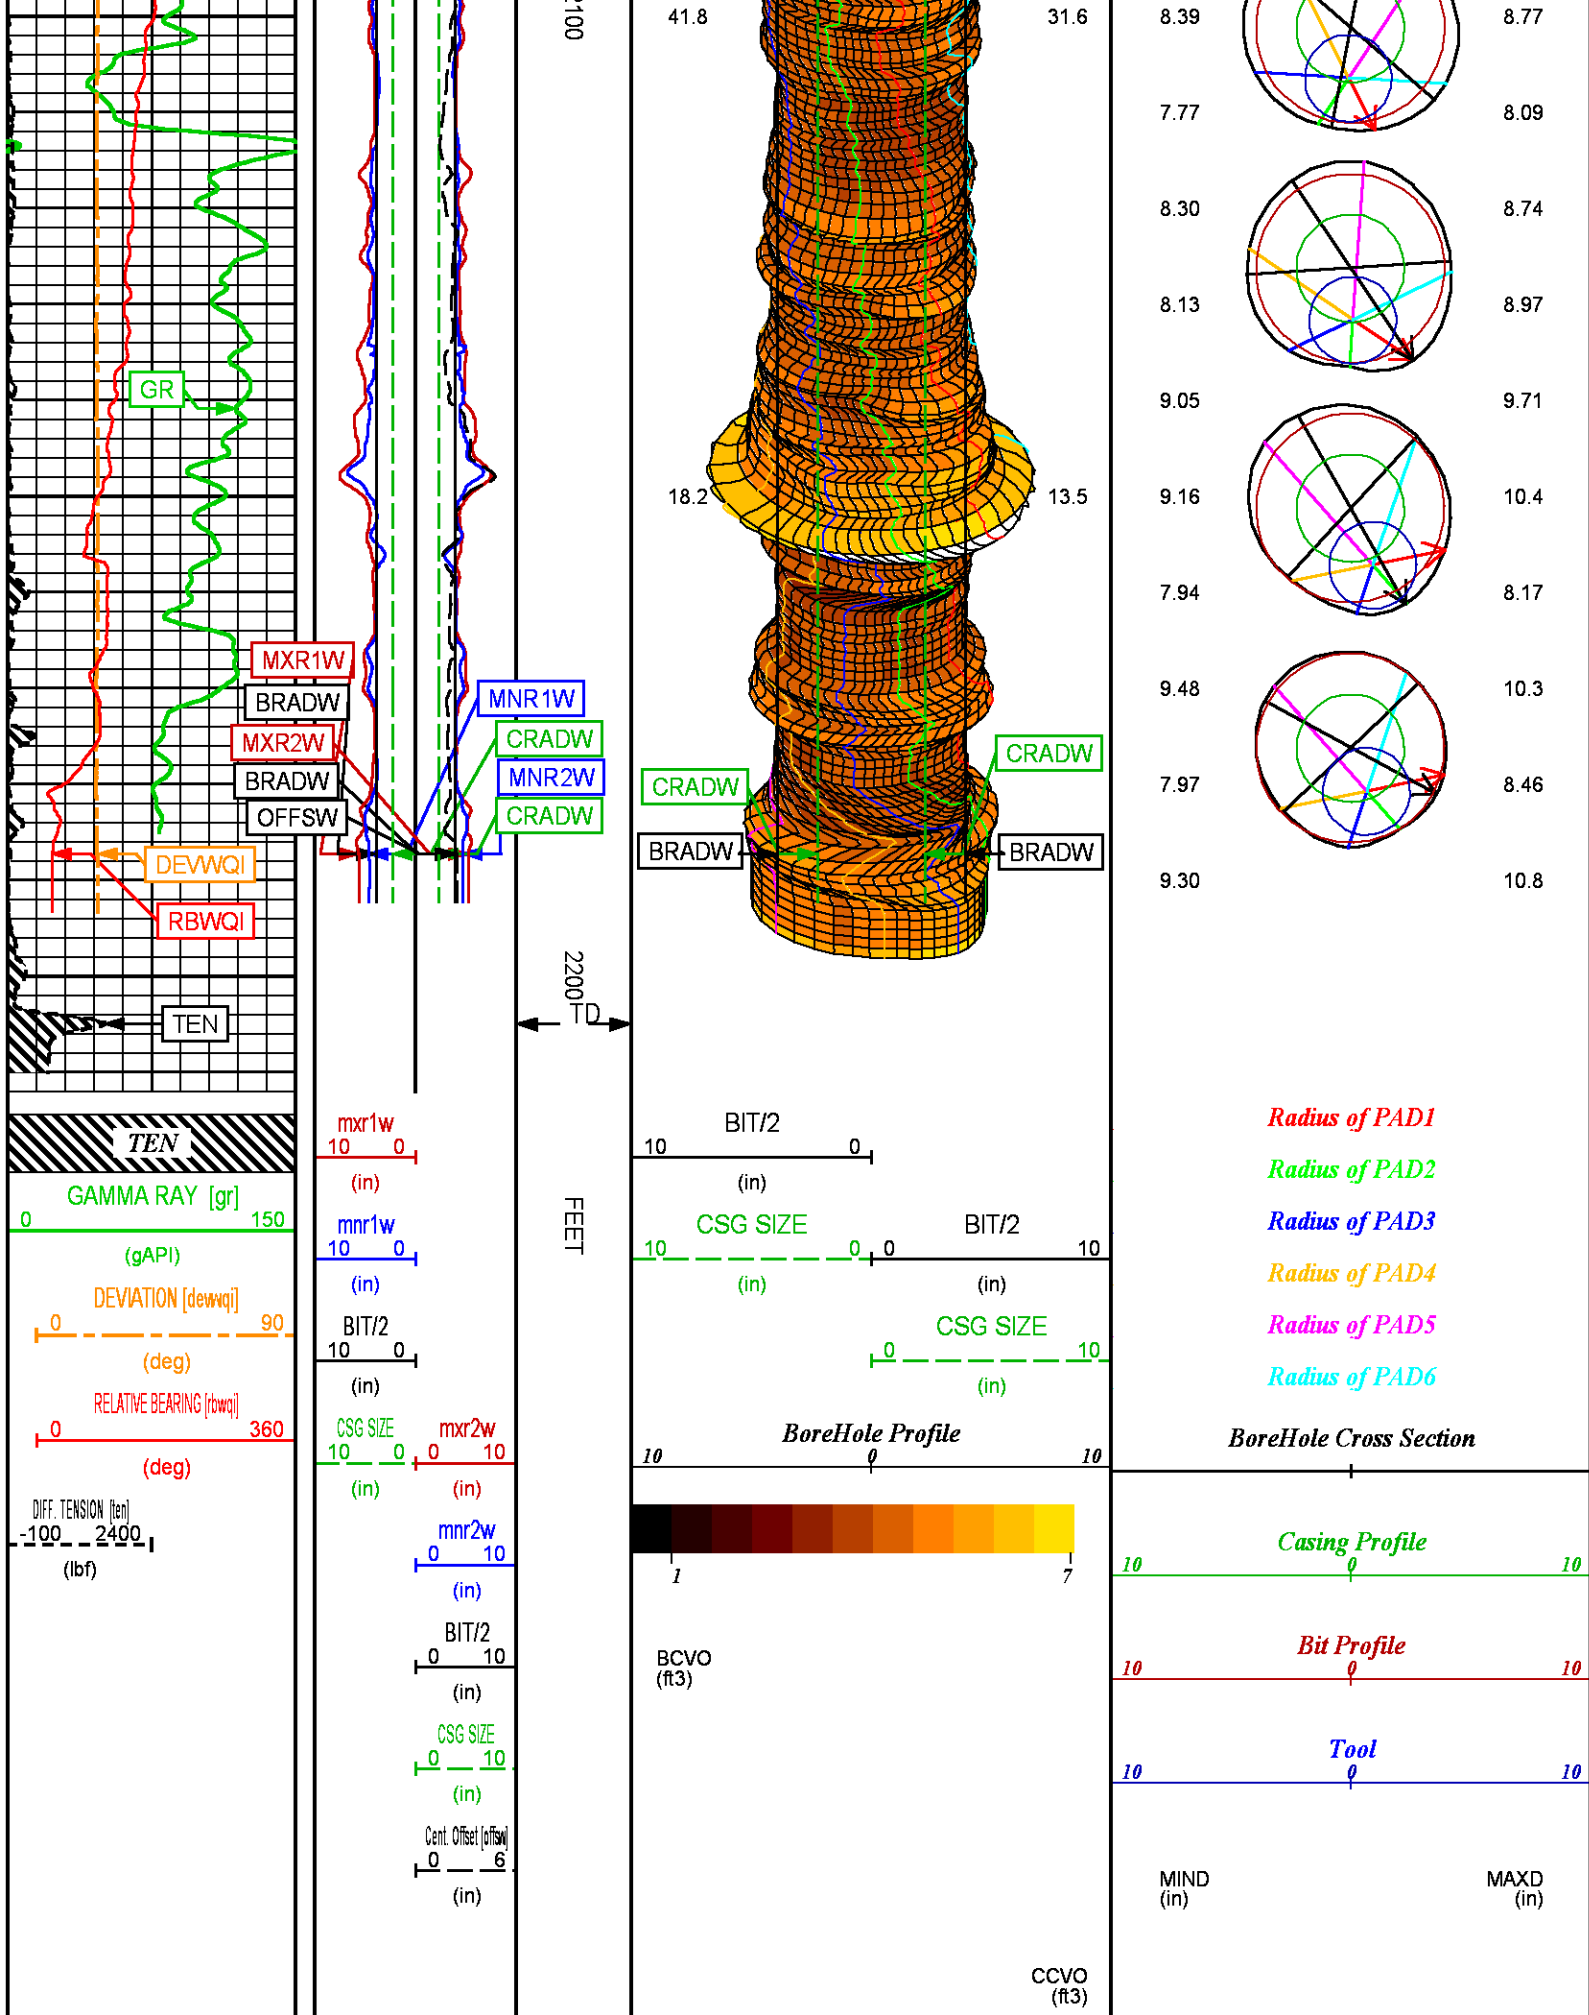 2100
41.8
31.6
8.39
8.77
7.77
8.09
8.30
8.74
8.13
8.97
GR
9.05
9.71
18.2
13.5
9.16
10.4
7.94
8.17
MXR1W
BRADW
MNR1W
9.48
10.3
MXR2W
CRADW
CRADW
BRADW
MNR2W
CRADW
7.97
8.46
OFFSW
CRADW
BRADW
BRADW
DEVWQI
9.30
10.8
RBWQI
2200
TD
TEN
TEN
GAMMA RAY [gr]
0 150
(gAPI)
DEVIATION [devwqi]
0 90
(deg)
RELATIVE BEARING [rbwqi]
0 360
(deg)
DIFF. TENSION [ten]
-100 2400
(lbf)
mxr1w
10 0
(in)
mnr1w
10 0
(in)
BIT/2
10 0
(in)
CSG SIZE
10 0
(in)
mxr2w
0 10
(in)
mnr2w
0 10
(in)
BIT/2
0 10
(in)
CSG SIZE
0 10
(in)
Cent. Offset [offsw]
0 6
(in)
FEET
BIT/2
10 0
(in)
CSG SIZE
10 0
(in)
BIT/2
0 10
(in)
CSG SIZE
0 10
(in)
BoreHole Profile
10 0 10
1 7
BCVO
(ft3)
CCVO
(ft3)
Radius of PAD1
Radius of PAD2
Radius of PAD3
Radius of PAD4
Radius of PAD5
Radius of PAD6
BoreHole Cross Section
Casing Profile
10 0 10
Bit Profile
10 0 10
Tool
10 0 10
MIND
(in)
MAXD
(in)